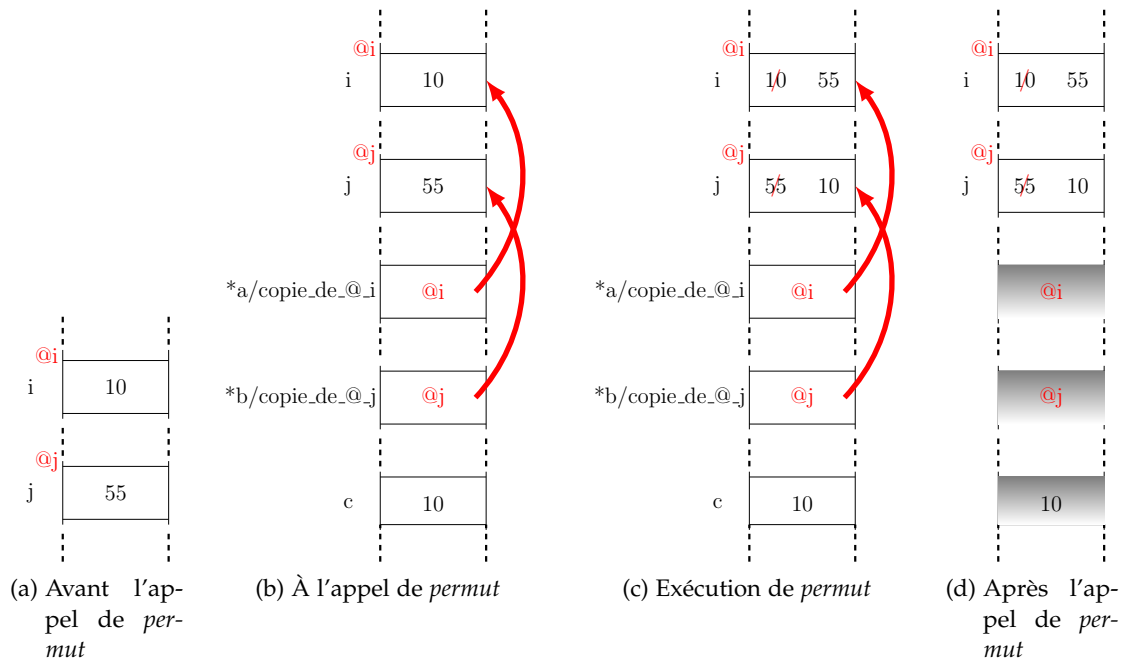 @i
i 10
@j
j 55
(a) Avant l'ap-
pel de per-
mut
@i
i 10
@j
j 55
*a/copie_de_@_i @i
*b/copie_de_@_j @j
c 10
(b) À l'appel de permut
@i
i 10 55
@j
j 55 10
*a/copie_de_@_i @i
*b/copie_de_@_j @j
c 10
(c) Exécution de permut
@i
i 10 55
@j
j 55 10
@i
@j
10
(d) Après l'ap-
pel de per-
mut